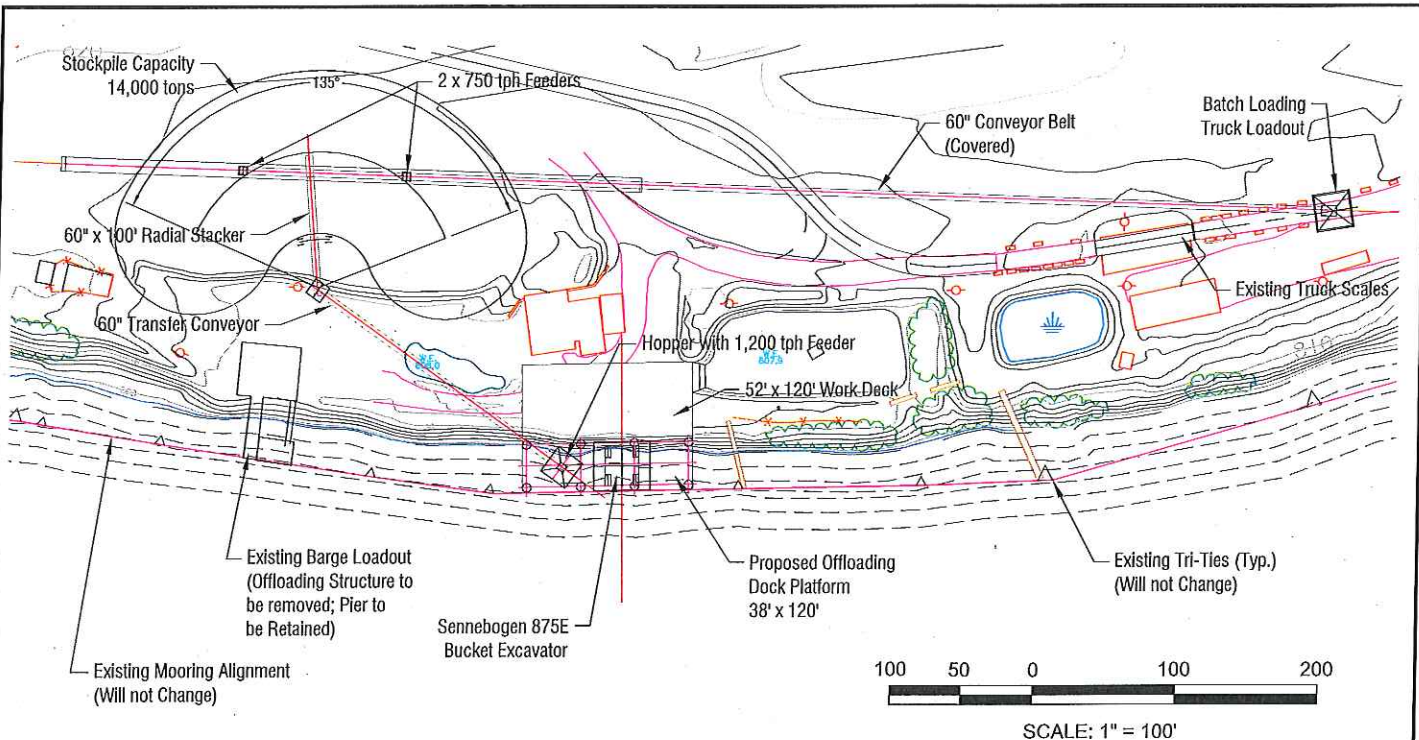 Stockpile Capacity
14,000 tons
135°
2 x 750 tph Feeders
60" Conveyor Belt
(Covered)
Batch Loading
Truck Loadout
60" x 100' Radial Stacker
60" Transfer Conveyor
Existing Truck Scales
Hopper with 1,200 tph Feeder
52' x 120' Work Deck
810
Existing Barge Loadout
(Offloading Structure to
be removed; Pier to
be Retained)
Sennebogen 875E
Bucket Excavator
Proposed Offloading
Dock Platform
38' x 120'
Existing Tri-Ties (Typ.)
(Will not Change)
Existing Mooring Alignment
(Will not Change)
100 50 0 100 200
SCALE: 1" = 100'